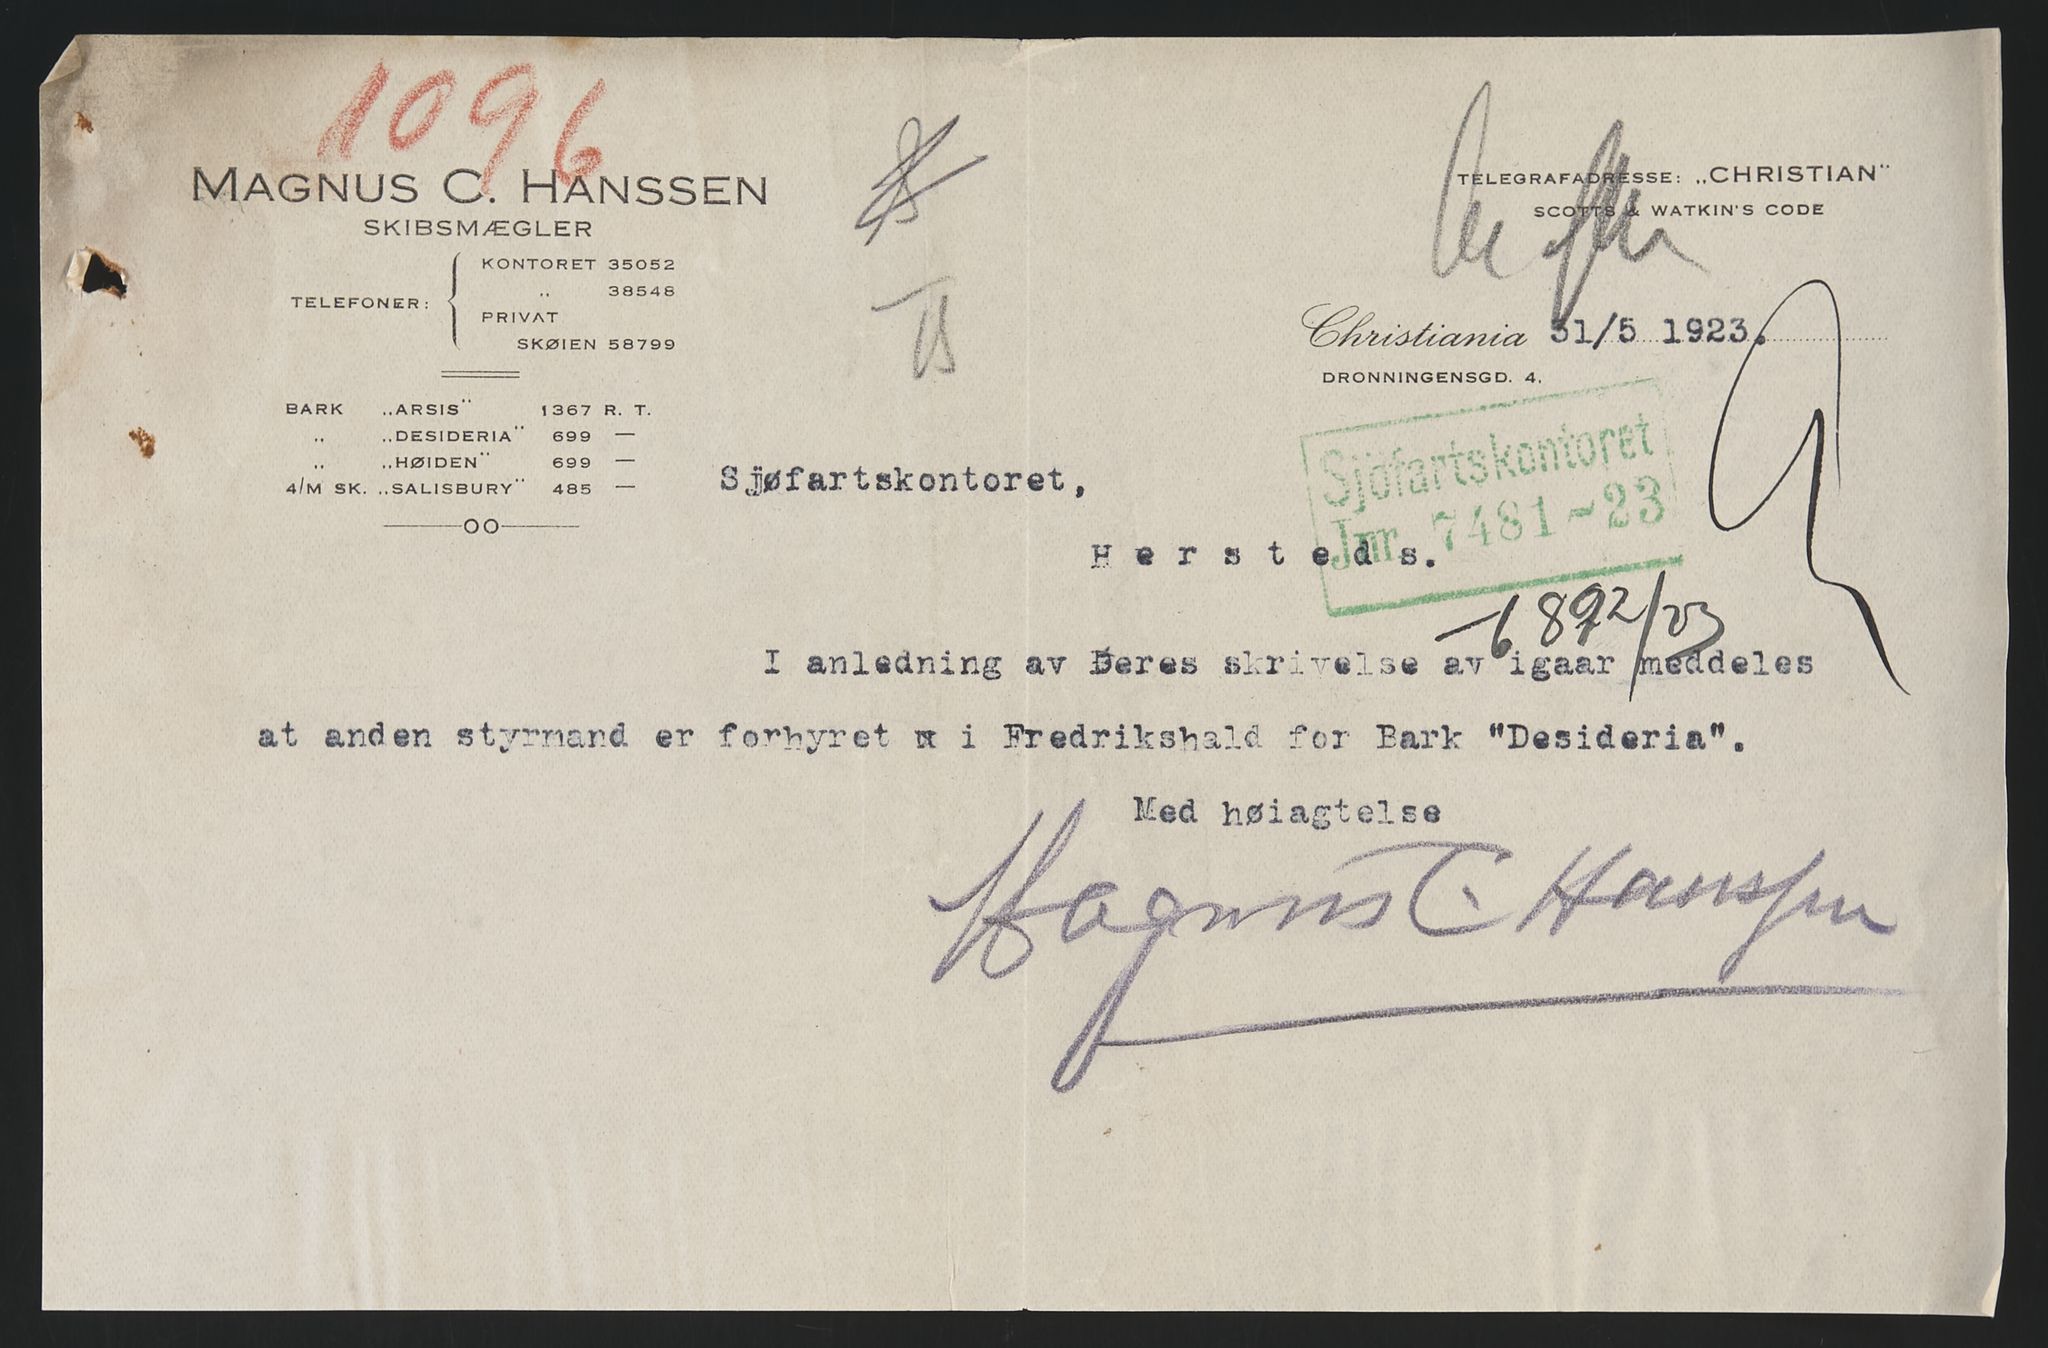 1096
MAGNUS C. HANSSEN
SKIBSMÆGLER
TELEFONER:
KONTORET 35052
" 38548
PRIVAT
SKØIEN 58799
BARK „ARSIS" 1367 R. T.
" „DESIDERIA" 699 —
" „HØIDEN" 699 —
4/M SK. „SALISBURY" 485 —
TELEGRAFADRESSE: „CHRISTIAN"
SCOTTS & WATKIN'S CODE
Christiania 31/5 1923.
DRONNINGENSGD. 4.
Sjøfartskontoret
Jnr. 7481-23
Sjøfartskontoret,
H e r s t e d s.
6892/23
I anledning av Deres skrivelse av igaar meddeles
at anden styrmand er forhyret i Fredrikshald for Bark "Desideria".
Med høiagtelse
Magnus C. Hanssen